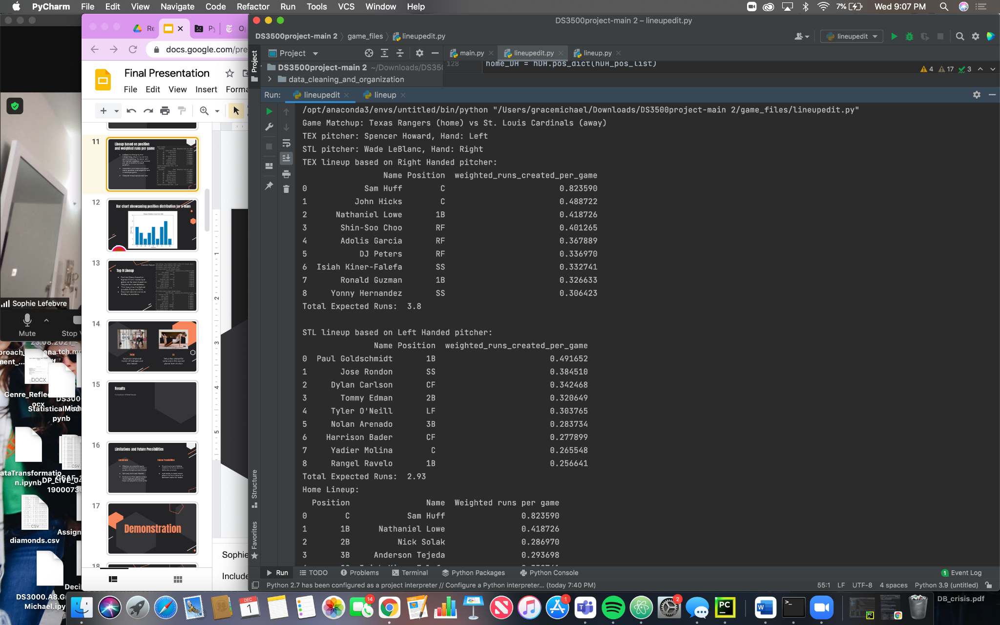 PyCharm File Edit View Navigate Code Refactor Run Tools VCS Window Help
7% Wed 9:07 PM
DS3500project-main 2 – lineupedit.py
DS3500project-main 2 game_files lineupedit.py
lineupedit
docs.google.com/pre
Final Presentation
File Edit View Insert Forma
Project
main.py lineupedit.py lineup.py
DS3500project-main 2 ~/Downloads/DS350
data_cleaning_and_organization
128 home_DH = hDH.pos_dict(hDH_pos_list)
4 17 3
Run: lineupedit lineup
/opt/anaconda3/envs/untitled/bin/python "/Users/gracemichael/Downloads/DS3500project-main 2/game_files/lineupedit.py"
Game Matchup: Texas Rangers (home) vs St. Louis Cardinals (away)
TEX pitcher: Spencer Howard, Hand: Left
STL pitcher: Wade LeBlanc, Hand: Right
TEX lineup based on Right Handed pitcher:
Name Position weighted_runs_created_per_game
0 Sam Huff C 0.823590
1 John Hicks C 0.488722
2 Nathaniel Lowe 1B 0.418726
3 Shin-Soo Choo RF 0.401265
4 Adolis Garcia RF 0.367889
5 DJ Peters RF 0.336970
6 Isiah Kiner-Falefa SS 0.332741
7 Ronald Guzman 1B 0.326633
8 Yonny Hernandez SS 0.306423
Total Expected Runs: 3.8
STL lineup based on Left Handed pitcher:
Name Position weighted_runs_created_per_game
0 Paul Goldschmidt 1B 0.491652
1 Jose Rondon SS 0.384510
2 Dylan Carlson CF 0.342468
3 Tommy Edman 2B 0.320649
4 Tyler O'Neill LF 0.303765
5 Nolan Arenado 3B 0.283734
6 Harrison Bader CF 0.277899
7 Yadier Molina C 0.265548
8 Rangel Ravelo 1B 0.256641
Total Expected Runs: 2.93
Home Lineup:
Position Name Weighted runs per game
0 C Sam Huff 0.823590
1 1B Nathaniel Lowe 0.418726
2 2B Nick Solak 0.286970
3 3B Anderson Tejeda 0.293698
Run TODO Problems Terminal Python Packages Python Console
1 Event Log
Python 2.7 has been configured as a project interpreter // Configure a Python interpreter... (today 7:40 PM)
55:1 LF UTF-8 4 spaces Python 3.9 (untitled)
Project
Structure
Favorites
11
Lineup based on position
and weighted runs per game
12
Bar chart showcasing position distribution for a team
13
Top 9 Lineup
14
15
Results
16
Limitations and Future Possibilities
17
Demonstration
18
1
2
3
4
5
Sophie
Include
Sophie Lefebvre
Mute Stop
DOCX
Genre_Reflec
ocx
DS300
StatisticalMod
pynb
ataTransformatio
n.ipynb
DP_LIVE_0
1900073
CSV
diamonds.csv
Assign
Deci
DS3000.A8.Gr
Michael.ipy
DEC
1
14
1
2
DB_crisis.pdf